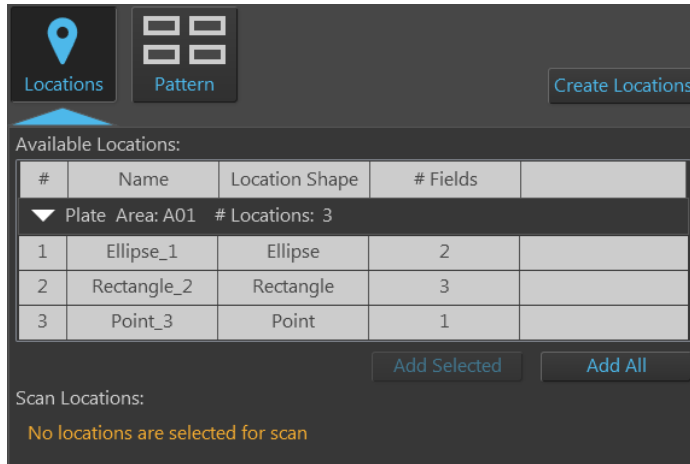 Locations
Pattern
Create Locations
Available Locations:
# Name Location Shape # Fields
Plate Area: A01 # Locations: 3
1 Ellipse_1 Ellipse 2
2 Rectangle_2 Rectangle 3
3 Point_3 Point 1
Add Selected Add All
Scan Locations:
No locations are selected for scan